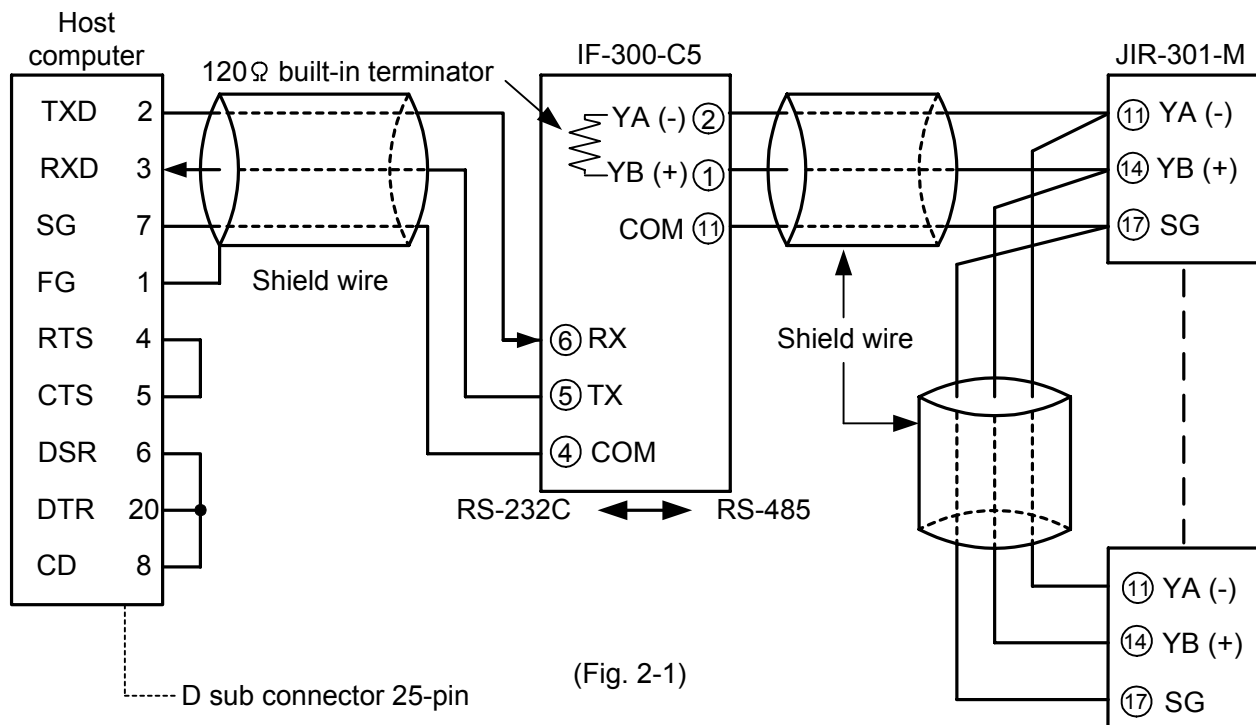 Host
computer
TXD 2
RXD 3
SG 7
FG 1
RTS 4
CTS 5
DSR 6
DTR 20
CD 8
D sub connector 25-pin
120Ω built-in terminator
Shield wire
IF-300-C5
YA (-) ②
YB (+) ①
COM ⑪
⑥ RX
⑤ TX
④ COM
RS-232C
RS-485
Shield wire
JIR-301-M
⑪ YA (-)
⑭ YB (+)
⑰ SG
⑪ YA (-)
⑭ YB (+)
⑰ SG
(Fig. 2-1)